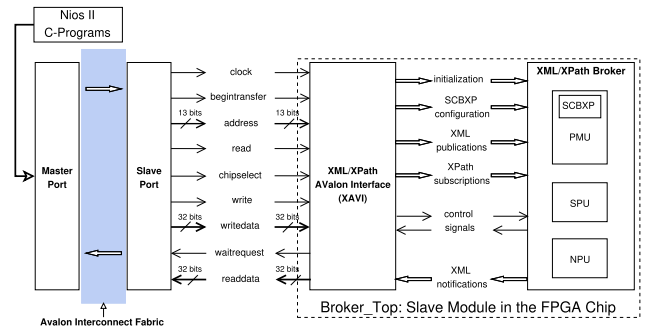 Nios II
C-Programs
Master
Port
Slave
Port
Avalon Interconnect Fabric
clock
begintransfer
13 bits
address
13 bits
read
chipselect
write
32 bits
writedata
32 bits
waitrequest
32 bits
readdata
32 bits
XML/XPath
AValon Interface
(XAVI)
initialization
SCBXP
configuration
XML
publications
XPath
subscriptions
control
signals
XML
notifications
XML/XPath Broker
SCBXP
PMU
SPU
NPU
Broker_Top: Slave Module in the FPGA Chip